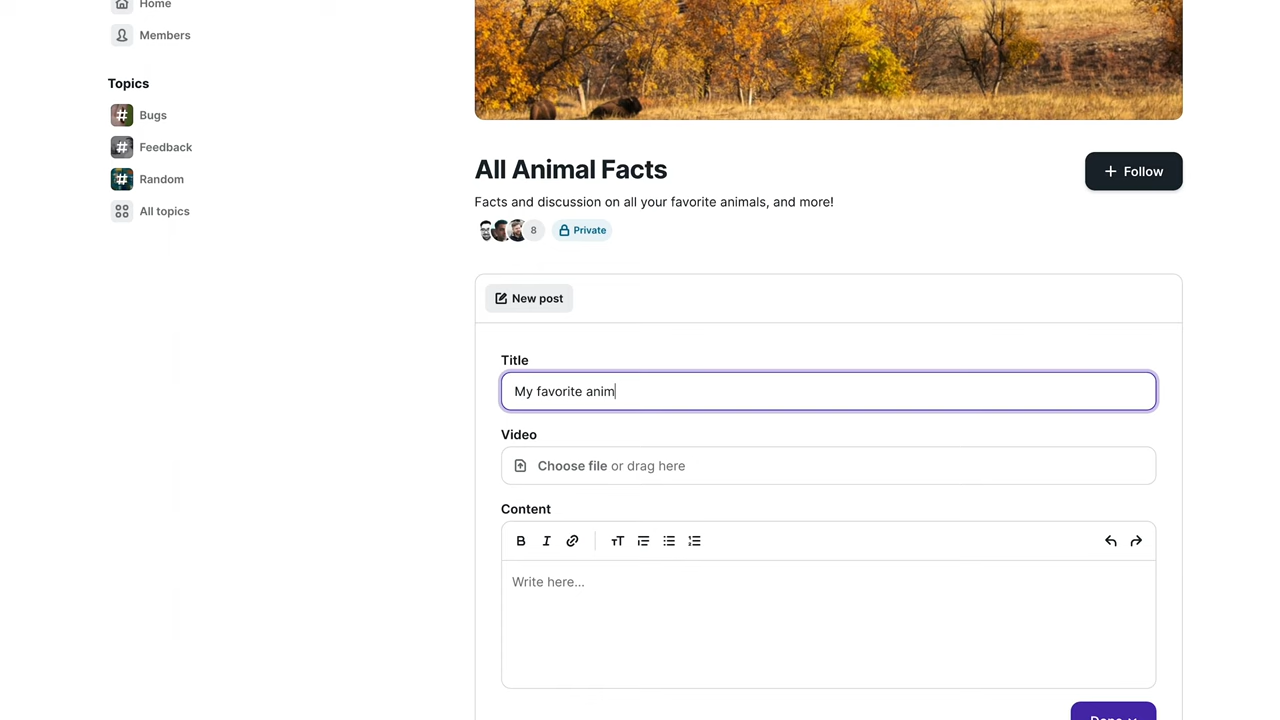 Home
Members
Topics
Bugs
Feedback
Random
All topics
All Animal Facts
Follow
Facts and discussion on all your favorite animals, and more!
8 Private
New post
Title
My favorite anim
Video
Choose file or drag here
Content
B I TT
Write here...
Done